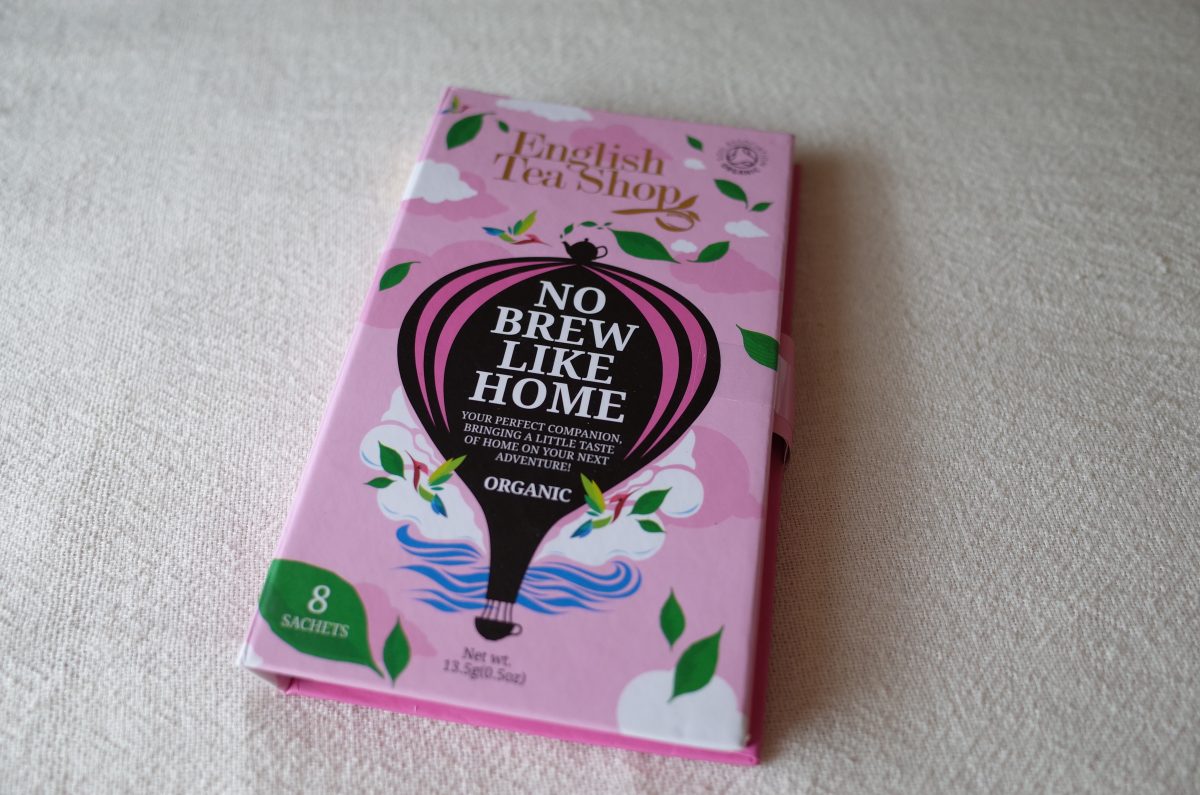 English
Tea Shop
ORGANIC
NO
BREW
LIKE
HOME
YOUR PERFECT COMPANION,
BRINGING A LITTLE TASTE
OF HOME ON YOUR NEXT
ADVENTURE!
ORGANIC
8
SACHETS
Net wt.
13.5g(0.5oz)